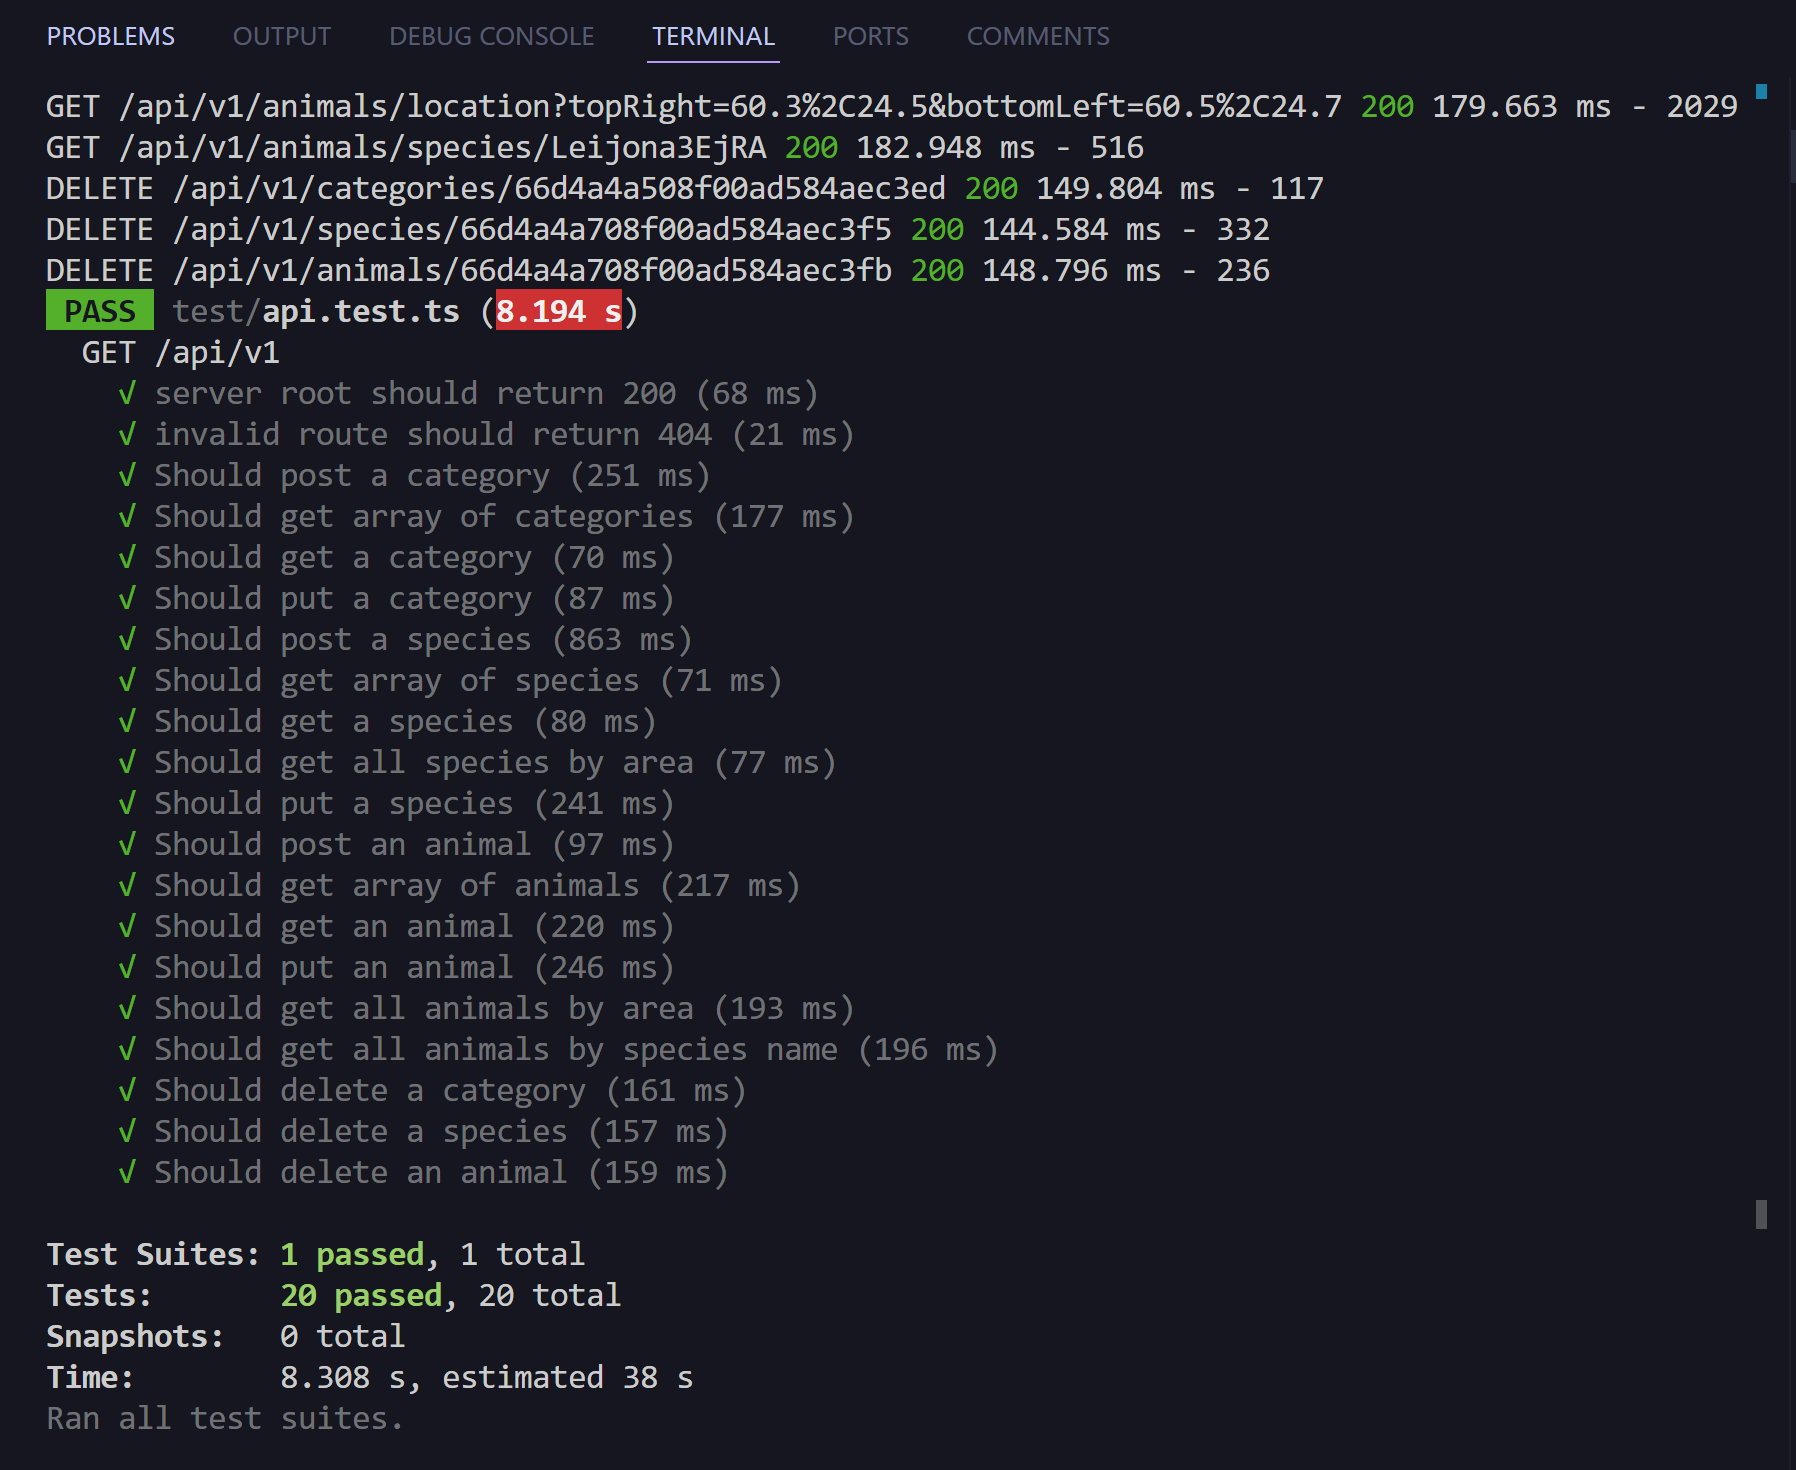 PROBLEMS OUTPUT DEBUG CONSOLE TERMINAL PORTS COMMENTS
GET /api/v1/animals/location?topRight=60.3%2C24.5&bottomLeft=60.5%2C24.7 200 179.663 ms - 2029
GET /api/v1/animals/species/Leijona3EjRA 200 182.948 ms - 516
DELETE /api/v1/categories/66d4a4a508f00ad584aec3ed 200 149.804 ms - 117
DELETE /api/v1/species/66d4a4a708f00ad584aec3f5 200 144.584 ms - 332
DELETE /api/v1/animals/66d4a4a708f00ad584aec3fb 200 148.796 ms - 236
PASS test/api.test.ts (8.194 s)
GET /api/v1
√ server root should return 200 (68 ms)
√ invalid route should return 404 (21 ms)
√ Should post a category (251 ms)
√ Should get array of categories (177 ms)
√ Should get a category (70 ms)
√ Should put a category (87 ms)
√ Should post a species (863 ms)
√ Should get array of species (71 ms)
√ Should get a species (80 ms)
√ Should get all species by area (77 ms)
√ Should put a species (241 ms)
√ Should post an animal (97 ms)
√ Should get array of animals (217 ms)
√ Should get an animal (220 ms)
√ Should put an animal (246 ms)
√ Should get all animals by area (193 ms)
√ Should get all animals by species name (196 ms)
√ Should delete a category (161 ms)
√ Should delete a species (157 ms)
√ Should delete an animal (159 ms)
Test Suites: 1 passed, 1 total
Tests: 20 passed, 20 total
Snapshots: 0 total
Time: 8.308 s, estimated 38 s
Ran all test suites.